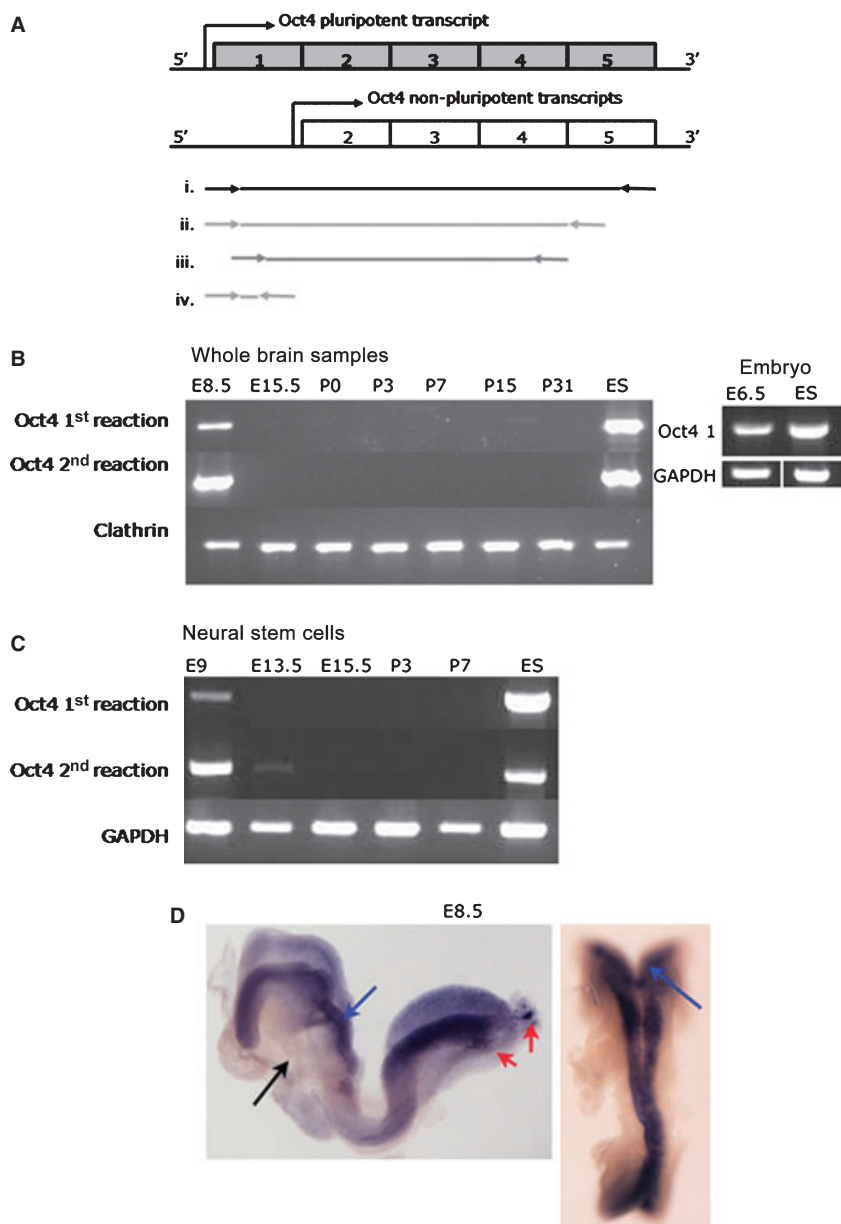 A
Oct4 pluripotent transcript
5′ 1 2 3 4 5 3′
Oct4 non-pluripotent transcripts
5′ 2 3 4 5 3′
i.
ii.
iii.
iv.
B
Whole brain samples
E8.5 E15.5 P0 P3 P7 P15 P31 ES
Oct4 1st reaction
Oct4 2nd reaction
Clathrin
Embryo
E6.5 ES
Oct4 1
GAPDH
C
Neural stem cells
E9 E13.5 E15.5 P3 P7 ES
Oct4 1st reaction
Oct4 2nd reaction
GAPDH
D
E8.5